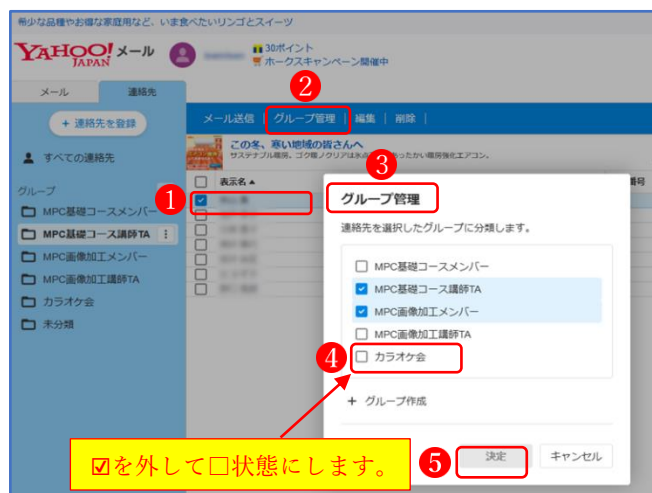 希少な品種やお得な家庭用など、いま食べたいリンゴとスイーツ
YAHOO! メール
JAPAN
30ポイント
ホークスキャンペーン開催中
メール 連絡先
2
+ 連絡先を登録
メール送信 | グループ管理 | 編集 | 削除 |
この冬、寒い地域の皆さんへ
すべての連絡先
3
表示名▲
番号
グループ
1
グループ管理
MPC基礎コースメンバー
MPC基礎コース講師TA
MPC画像加工メンバー
MPC画像加工講師TA
カラオケ会
未分類
連絡先を選択したグループに分類します。
MPC基礎コースメンバー
MPC基礎コース講師TA
MPC画像加工メンバー
MPC画像加工講師TA
4
カラオケ会
+ グループ作成
☑を外して□状態にします。
5
決定 キャンセル